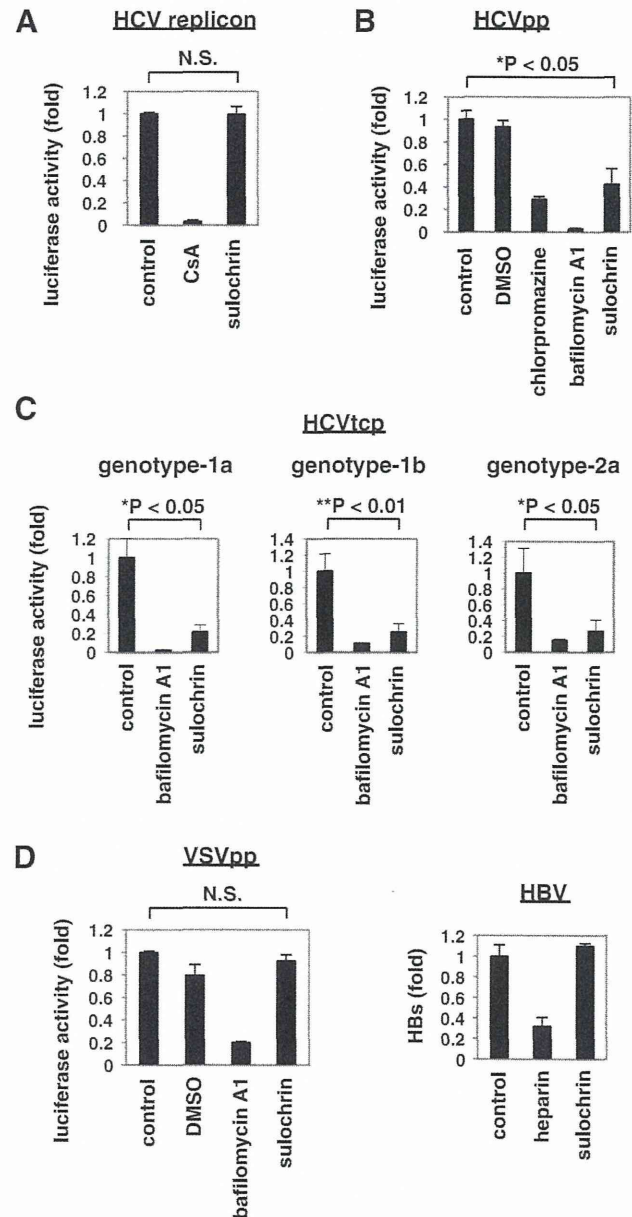 A
HCV replicon
N.S.
luciferase activity (fold)
1.2
1
0.8
0.6
0.4
0.2
0
control
CsA
sulochrin
B
HCVpp
*P < 0.05
luciferase activity (fold)
1.2
1
0.8
0.6
0.4
0.2
0
control
DMSO
chlorpromazine
bafilomycin A1
sulochrin
C
HCVtcp
genotype-1a
*P < 0.05
luciferase activity (fold)
1.2
1
0.8
0.6
0.4
0.2
0
control
bafilomycin A1
sulochrin
genotype-1b
**P < 0.01
1.4
1.2
1
0.8
0.6
0.4
0.2
0
control
bafilomycin A1
sulochrin
genotype-2a
*P < 0.05
1.4
1.2
1
0.8
0.6
0.4
0.2
0
control
bafilomycin A1
sulochrin
D
VSVpp
N.S.
luciferase activity (fold)
1.2
1
0.8
0.6
0.4
0.2
0
control
DMSO
bafilomycin A1
sulochrin
HBV
HBs (fold)
1.2
1
0.8
0.6
0.4
0.2
0
control
heparin
sulochrin